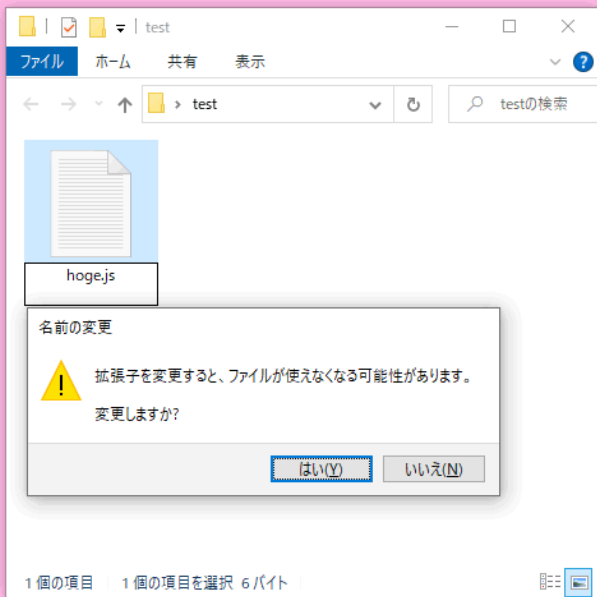 test
ファイル
ホーム
共有
表示
test
testの検索
hoge.js
名前の変更
拡張子を変更すると、ファイルが使えなくなる可能性があります。
変更しますか?
はい(Y)
いいえ(N)
1 個の項目
1 個の項目を選択 6 バイト